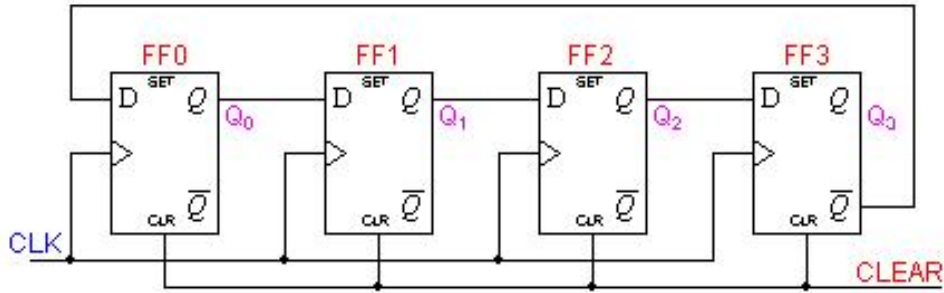 FF0 FF1 FF2 FF3
SET SET SET SET
D Q D Q D Q D Q
Q₀ Q₁ Q₂ Q₃
Q̅ Q̅ Q̅ Q̅
CLR CLR CLR CLR
CLK
CLEAR